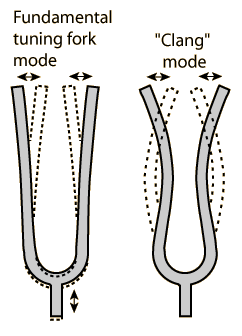 Fundamental
tuning fork
mode
"Clang"
mode